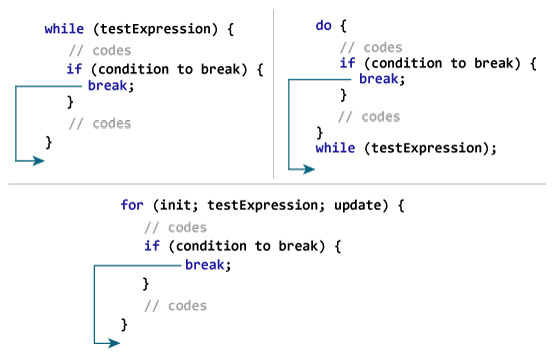 while (testExpression) {
// codes
if (condition to break) {
break;
}
// codes
}
do {
// codes
if (condition to break) {
break;
}
// codes
}
while (testExpression);
for (init; testExpression; update) {
// codes
if (condition to break) {
break;
}
// codes
}